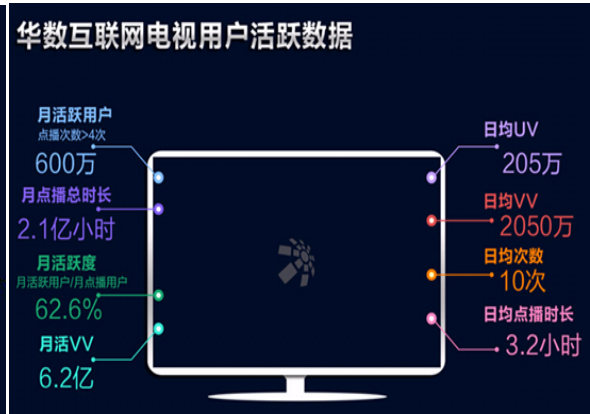 华数互联网电视用户活跃数据
月活跃用户
点播次数>4次
600万
月点播总时长
2.1亿小时
月活跃度
月活跃用户/月点播用户
62.6%
月活VV
6.2亿
日均UV
205万
日均VV
2050万
日均次数
10次
日均点播时长
3.2小时